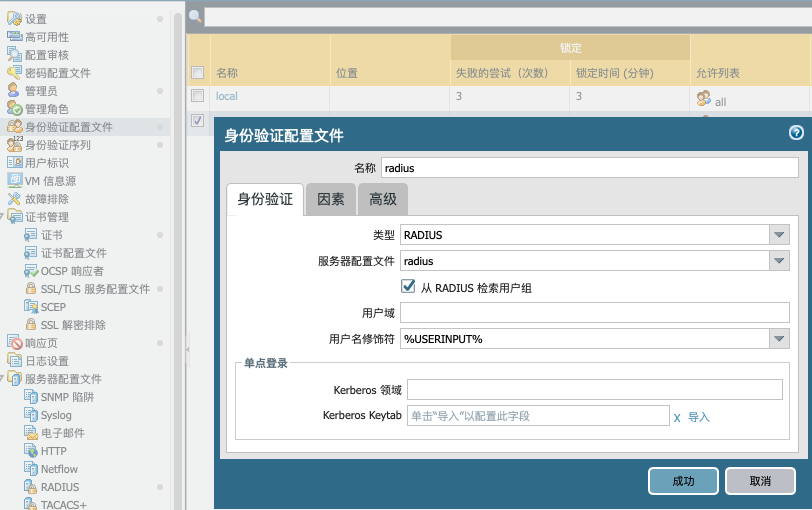 设置
高可用性
配置审核
密码配置文件
管理员
管理角色
身份验证配置文件
身份验证序列
用户标识
VM 信息源
故障排除
证书管理
证书
证书配置文件
OCSP 响应者
SSL/TLS 服务配置文件
SCEP
SSL 解密排除
响应页
日志设置
服务器配置文件
SNMP 陷阱
Syslog
电子邮件
HTTP
Netflow
RADIUS
TACACS+
锁定
名称 位置 失败的尝试（次数） 锁定时间 (分钟) 允许列表
local 3 3 all
身份验证配置文件
名称 radius
身份验证 因素 高级
类型 RADIUS
服务器配置文件 radius
从 RADIUS 检索用户组
用户域
用户名修饰符 %USERINPUT%
单点登录
Kerberos 领域
Kerberos Keytab 单击“导入”以配置此字段 X 导入
成功 取消